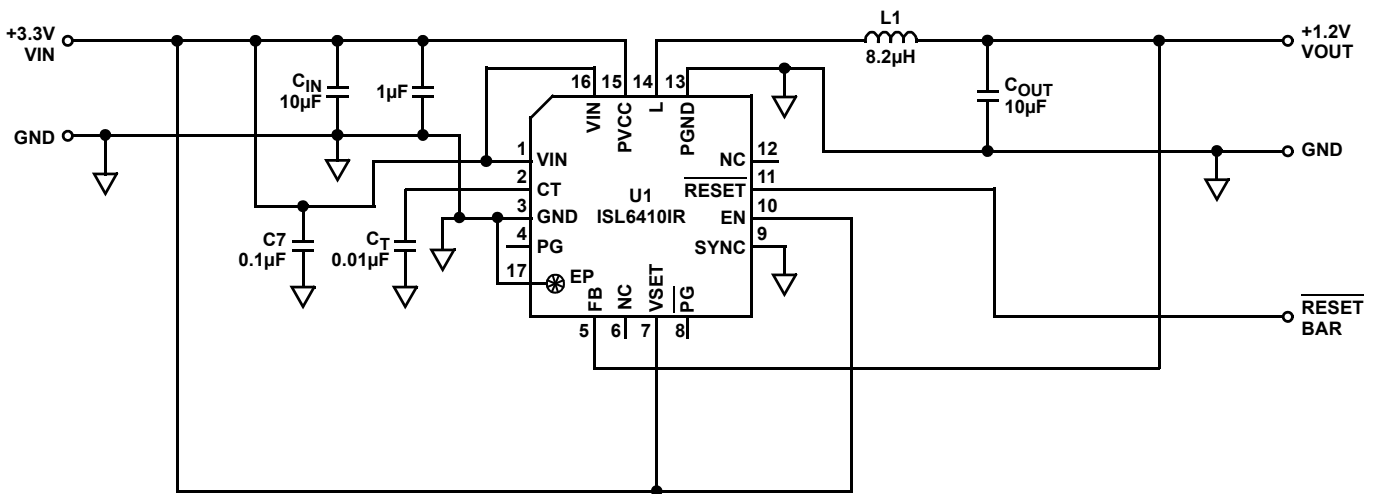 +3.3V
VIN
GND
CIN
10µF
1µF
C7
0.1µF
CT
0.01µF
16
15
14
13
VIN
PVCC
L
PGND
1
VIN
2
CT
3
GND
4
PG
17
EP
U1
ISL6410IR
12
NC
11
RESET
10
EN
9
SYNC
FB
NC
VSET
PG
5
6
7
8
L1
8.2µH
COUT
10µF
+1.2V
VOUT
GND
RESET
BAR